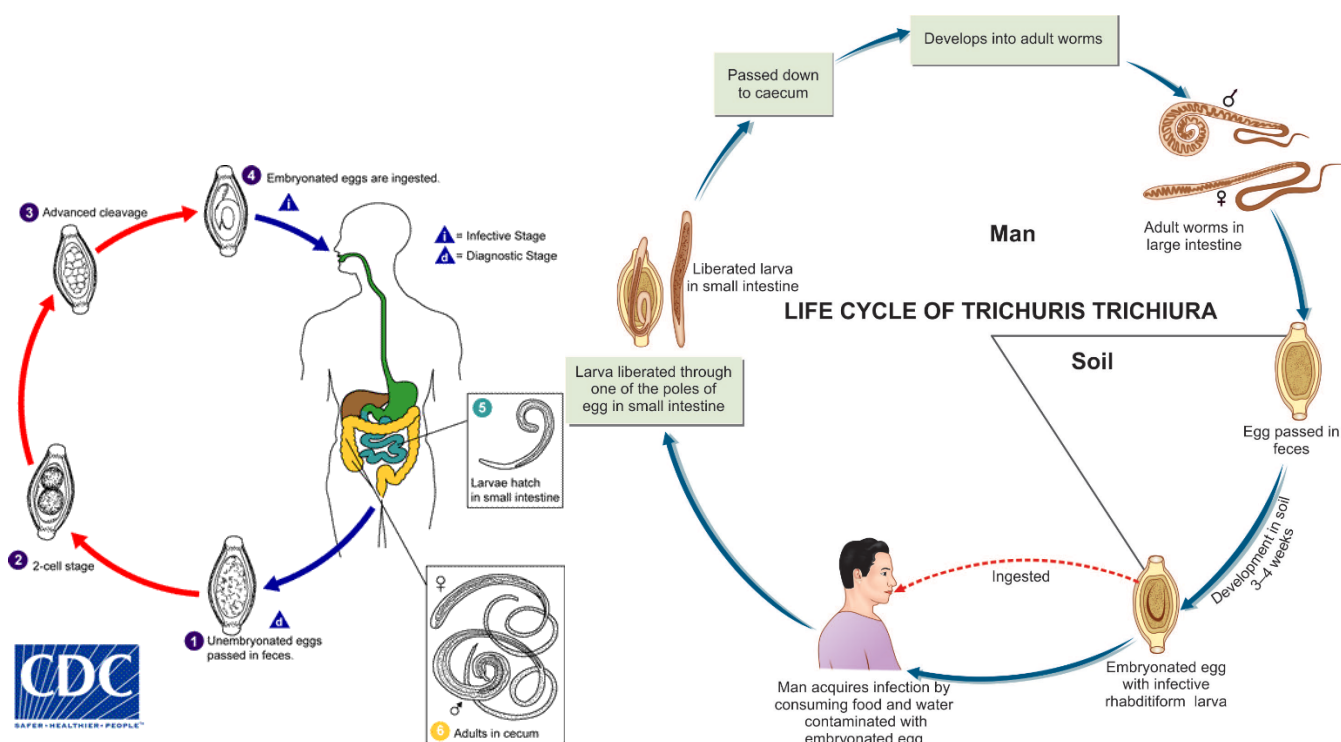 4 Embryonated eggs are ingested.
i
3 Advanced cleavage
i = Infective Stage
d = Diagnostic Stage
2 2-cell stage
5
Larvae hatch
in small intestine
d
1 Unembryonated eggs
passed in feces.
♀
♂
6 Adults in cecum
CDC
SAFER•HEALTHIER•PEOPLE™
Develops into adult worms
Passed down
to caecum
♂
♀
Adult worms in
large intestine
Man
Liberated larva
in small intestine
LIFE CYCLE OF TRICHURIS TRICHIURA
Soil
Larva liberated through
one of the poles of
egg in small intestine
Egg passed in
feces
Development in soil
3–4 weeks
Ingested
Embryonated egg
with infective
rhabditiform larva
Man acquires infection by
consuming food and water
contaminated with
embryonated egg